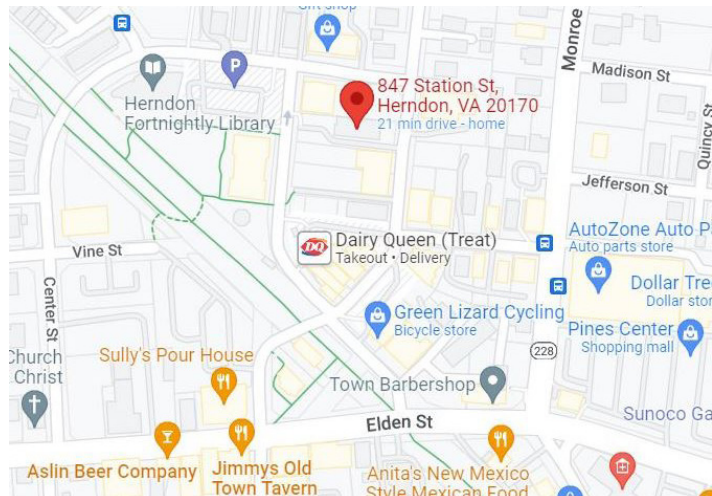 Gift shop
Monroe
P
Madison St
847 Station St,
Herndon, VA 20170
21 min drive - home
Herndon
Fortnightly Library
Quincy St
Jefferson St
AutoZone Auto Pa
Auto parts store
DQ
Dairy Queen (Treat)
Takeout • Delivery
Vine St
Center St
Dollar Tre
Dollar stor
Green Lizard Cycling
Bicycle store
Pines Center
Shopping mall
228
Church
Christ
Sully's Pour House
Town Barbershop
Sunoco Ga
Elden St
Aslin Beer Company
Jimmys Old
Town Tavern
Anita's New Mexico
Style Mexican Food